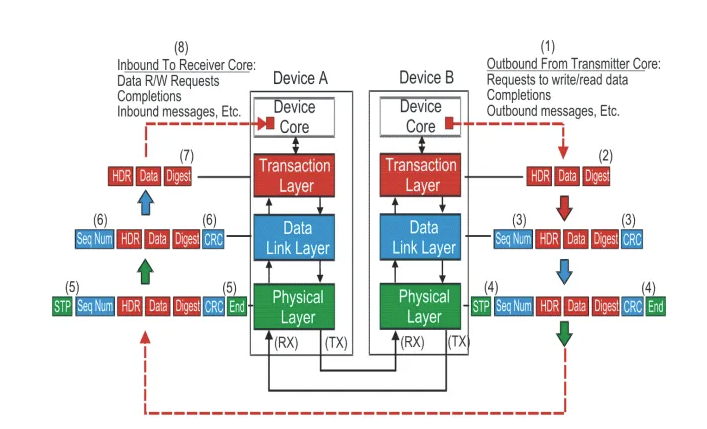 (8)
Inbound To Receiver Core:
Data R/W Requests
Completions
Inbound messages, Etc.
Device A
Device B
(1)
Outbound From Transmitter Core:
Requests to write/read data
Completions
Outbound messages, Etc.
Device
Core
Device
Core
(7)
HDR Data Digest
Transaction
Layer
Transaction
Layer
(2)
HDR Data Digest
(6) (6)
Seq Num HDR Data Digest CRC
Data
Link Layer
Data
Link Layer
(3) (3)
Seq Num HDR Data Digest CRC
(5) (5)
STP Seq Num HDR Data Digest CRC End
Physical
Layer
Physical
Layer
(4) (4)
STP Seq Num HDR Data Digest CRC End
(RX) (TX)
(RX) (TX)